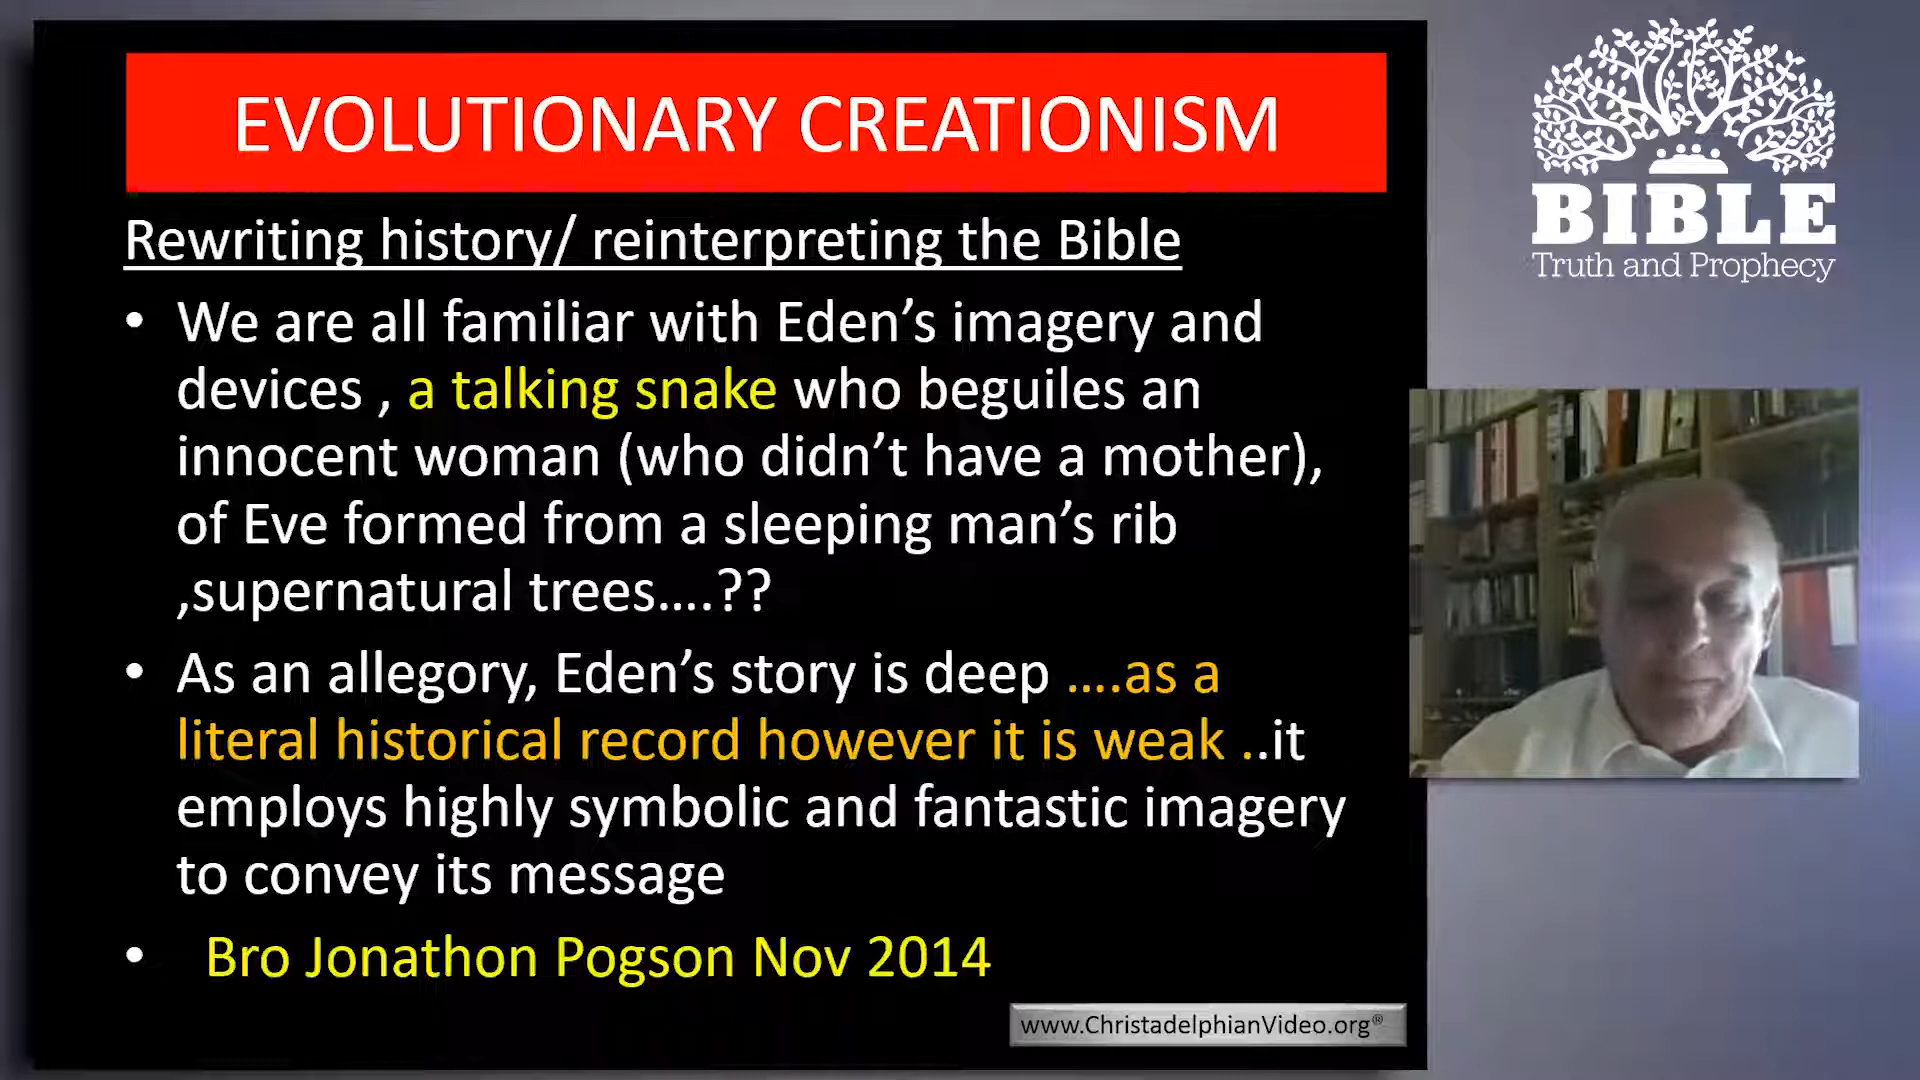 EVOLUTIONARY CREATIONISM
Rewriting history/ reinterpreting the Bible
• We are all familiar with Eden’s imagery and
devices , a talking snake who beguiles an
innocent woman (who didn’t have a mother),
of Eve formed from a sleeping man’s rib
,supernatural trees….??
• As an allegory, Eden’s story is deep ….as a
literal historical record however it is weak ..it
employs highly symbolic and fantastic imagery
to convey its message
• Bro Jonathon Pogson Nov 2014
www.ChristadelphianVideo.org®
BIBLE
Truth and Prophecy